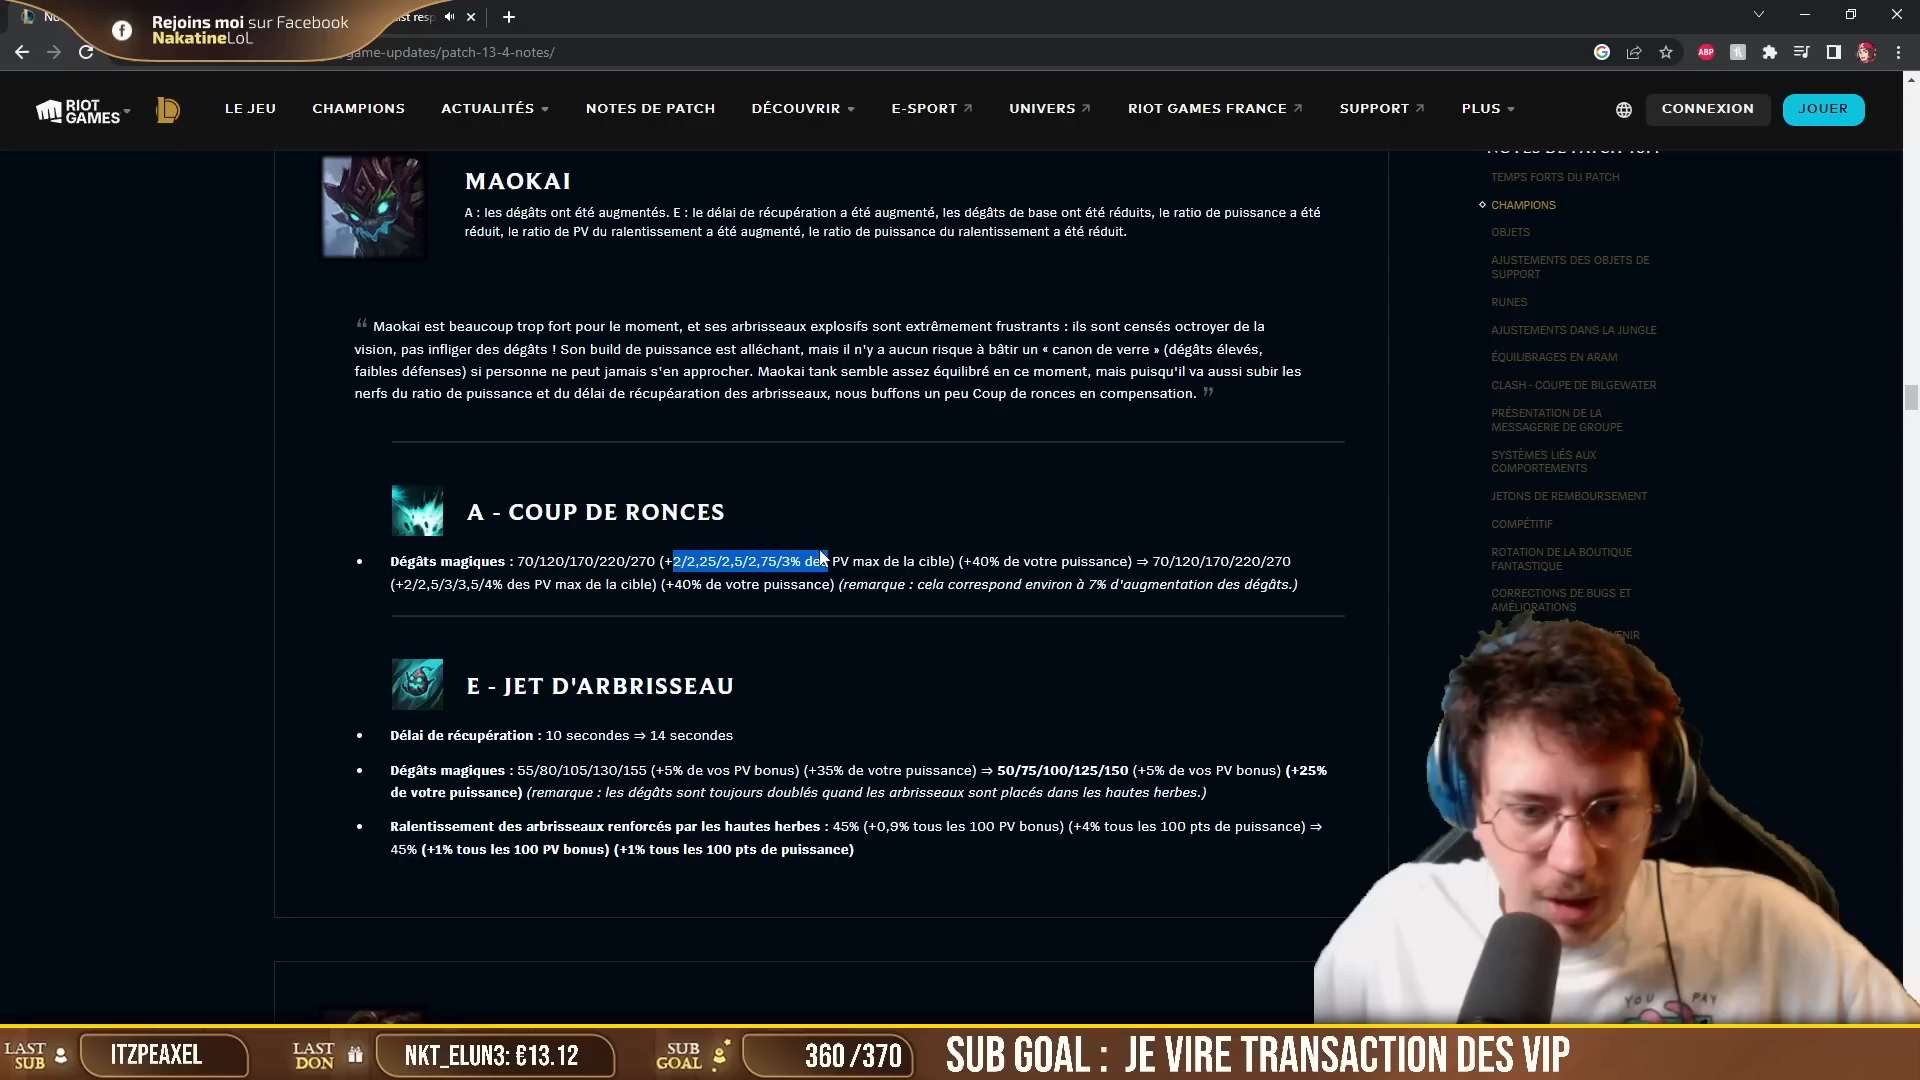 Rejoins moi sur Facebook
NakatineLoL
game-updates/patch-13-4-notes/
ABP
RIOT GAMES
LE JEU
CHAMPIONS
ACTUALITÉS
NOTES DE PATCH
DÉCOUVRIR
E-SPORT
UNIVERS
RIOT GAMES FRANCE
SUPPORT
PLUS
CONNEXION
JOUER
MAOKAI
A : les dégâts ont été augmentés. E : le délai de récupération a été augmenté, les dégâts de base ont été réduits, le ratio de puissance a été
réduit, le ratio de PV du ralentissement a été augmenté, le ratio de puissance du ralentissement a été réduit.
“ Maokai est beaucoup trop fort pour le moment, et ses arbrisseaux explosifs sont extrêmement frustrants : ils sont censés octroyer de la
vision, pas infliger des dégâts ! Son build de puissance est alléchant, mais il n'y a aucun risque à bâtir un « canon de verre » (dégâts élevés,
faibles défenses) si personne ne peut jamais s'en approcher. Maokai tank semble assez équilibré en ce moment, mais puisqu'il va aussi subir les
nerfs du ratio de puissance et du délai de récupéaration des arbrisseaux, nous buffons un peu Coup de ronces en compensation. ”
A - COUP DE RONCES
• Dégâts magiques : 70/120/170/220/270 (+2/2,25/2,5/2,75/3% des PV max de la cible) (+40% de votre puissance) ⇒ 70/120/170/220/270
(+2/2,5/3/3,5/4% des PV max de la cible) (+40% de votre puissance) (remarque : cela correspond environ à 7% d'augmentation des dégâts.)
E - JET D'ARBRISSEAU
• Délai de récupération : 10 secondes ⇒ 14 secondes
• Dégâts magiques : 55/80/105/130/155 (+5% de vos PV bonus) (+35% de votre puissance) ⇒ 50/75/100/125/150 (+5% de vos PV bonus) (+25%
de votre puissance) (remarque : les dégâts sont toujours doublés quand les arbrisseaux sont placés dans les hautes herbes.)
• Ralentissement des arbrisseaux renforcés par les hautes herbes : 45% (+0,9% tous les 100 PV bonus) (+4% tous les 100 pts de puissance) ⇒
45% (+1% tous les 100 PV bonus) (+1% tous les 100 pts de puissance)
TEMPS FORTS DU PATCH
CHAMPIONS
OBJETS
AJUSTEMENTS DES OBJETS DE
SUPPORT
RUNES
AJUSTEMENTS DANS LA JUNGLE
ÉQUILIBRAGES EN ARAM
CLASH - COUPE DE BILGEWATER
PRÉSENTATION DE LA
MESSAGERIE DE GROUPE
SYSTÈMES LIÉS AUX
COMPORTEMENTS
JETONS DE REMBOURSEMENT
COMPÉTITIF
ROTATION DE LA BOUTIQUE
MYTHIQUE
CORRECTIONS DE BUGS ET
AMÉLIORATIONS
YOU PAY
LAST SUB
ITZPEAXEL
LAST DON
NKT_ELUN3: €13.12
SUB GOAL
360 /370
SUB GOAL : JE VIRE TRANSACTION DES VIP